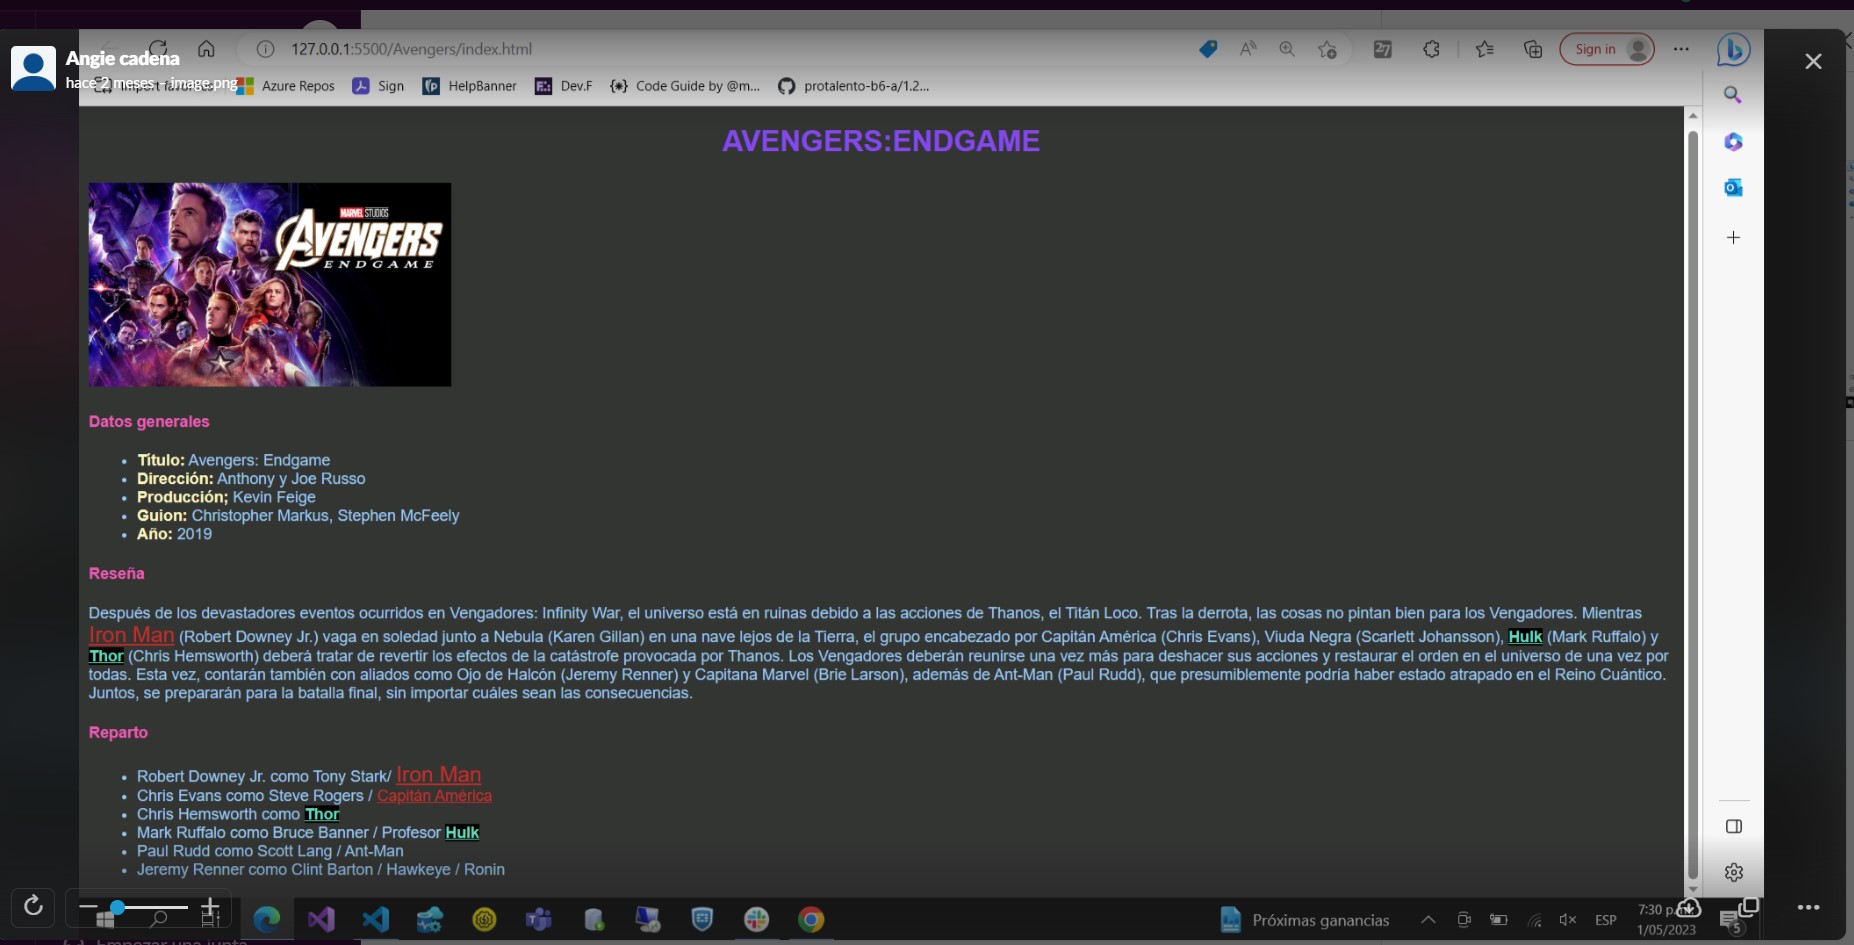 Angie cadena
hace 2 meses - image.png
127.0.0.1:5500/Avengers/index.html
27
Sign in
Azure Repos
Sign
HelpBanner
Dev.F
Code Guide by @m...
protalento-b6-a/1.2...
AVENGERS:ENDGAME
MARVEL STUDIOS
AVENGERS
ENDGAME
Datos generales
Título: Avengers: Endgame
Dirección: Anthony y Joe Russo
Producción; Kevin Feige
Guion: Christopher Markus, Stephen McFeely
Año: 2019
Reseña
Después de los devastadores eventos ocurridos en Vengadores: Infinity War, el universo está en ruinas debido a las acciones de Thanos, el Titán Loco. Tras la derrota, las cosas no pintan bien para los Vengadores. Mientras
Iron Man (Robert Downey Jr.) vaga en soledad junto a Nebula (Karen Gillan) en una nave lejos de la Tierra, el grupo encabezado por Capitán América (Chris Evans), Viuda Negra (Scarlett Johansson), Hulk (Mark Ruffalo) y
Thor (Chris Hemsworth) deberá tratar de revertir los efectos de la catástrofe provocada por Thanos. Los Vengadores deberán reunirse una vez más para deshacer sus acciones y restaurar el orden en el universo de una vez por
todas. Esta vez, contarán también con aliados como Ojo de Halcón (Jeremy Renner) y Capitana Marvel (Brie Larson), además de Ant-Man (Paul Rudd), que presumiblemente podría haber estado atrapado en el Reino Cuántico.
Juntos, se prepararán para la batalla final, sin importar cuáles sean las consecuencias.
Reparto
Robert Downey Jr. como Tony Stark/ Iron Man
Chris Evans como Steve Rogers / Capitán América
Chris Hemsworth como Thor
Mark Ruffalo como Bruce Banner / Profesor Hulk
Paul Rudd como Scott Lang / Ant-Man
Jeremy Renner como Clint Barton / Hawkeye / Ronin
Próximas ganancias
ESP
7:30 p.
1/05/2023
5